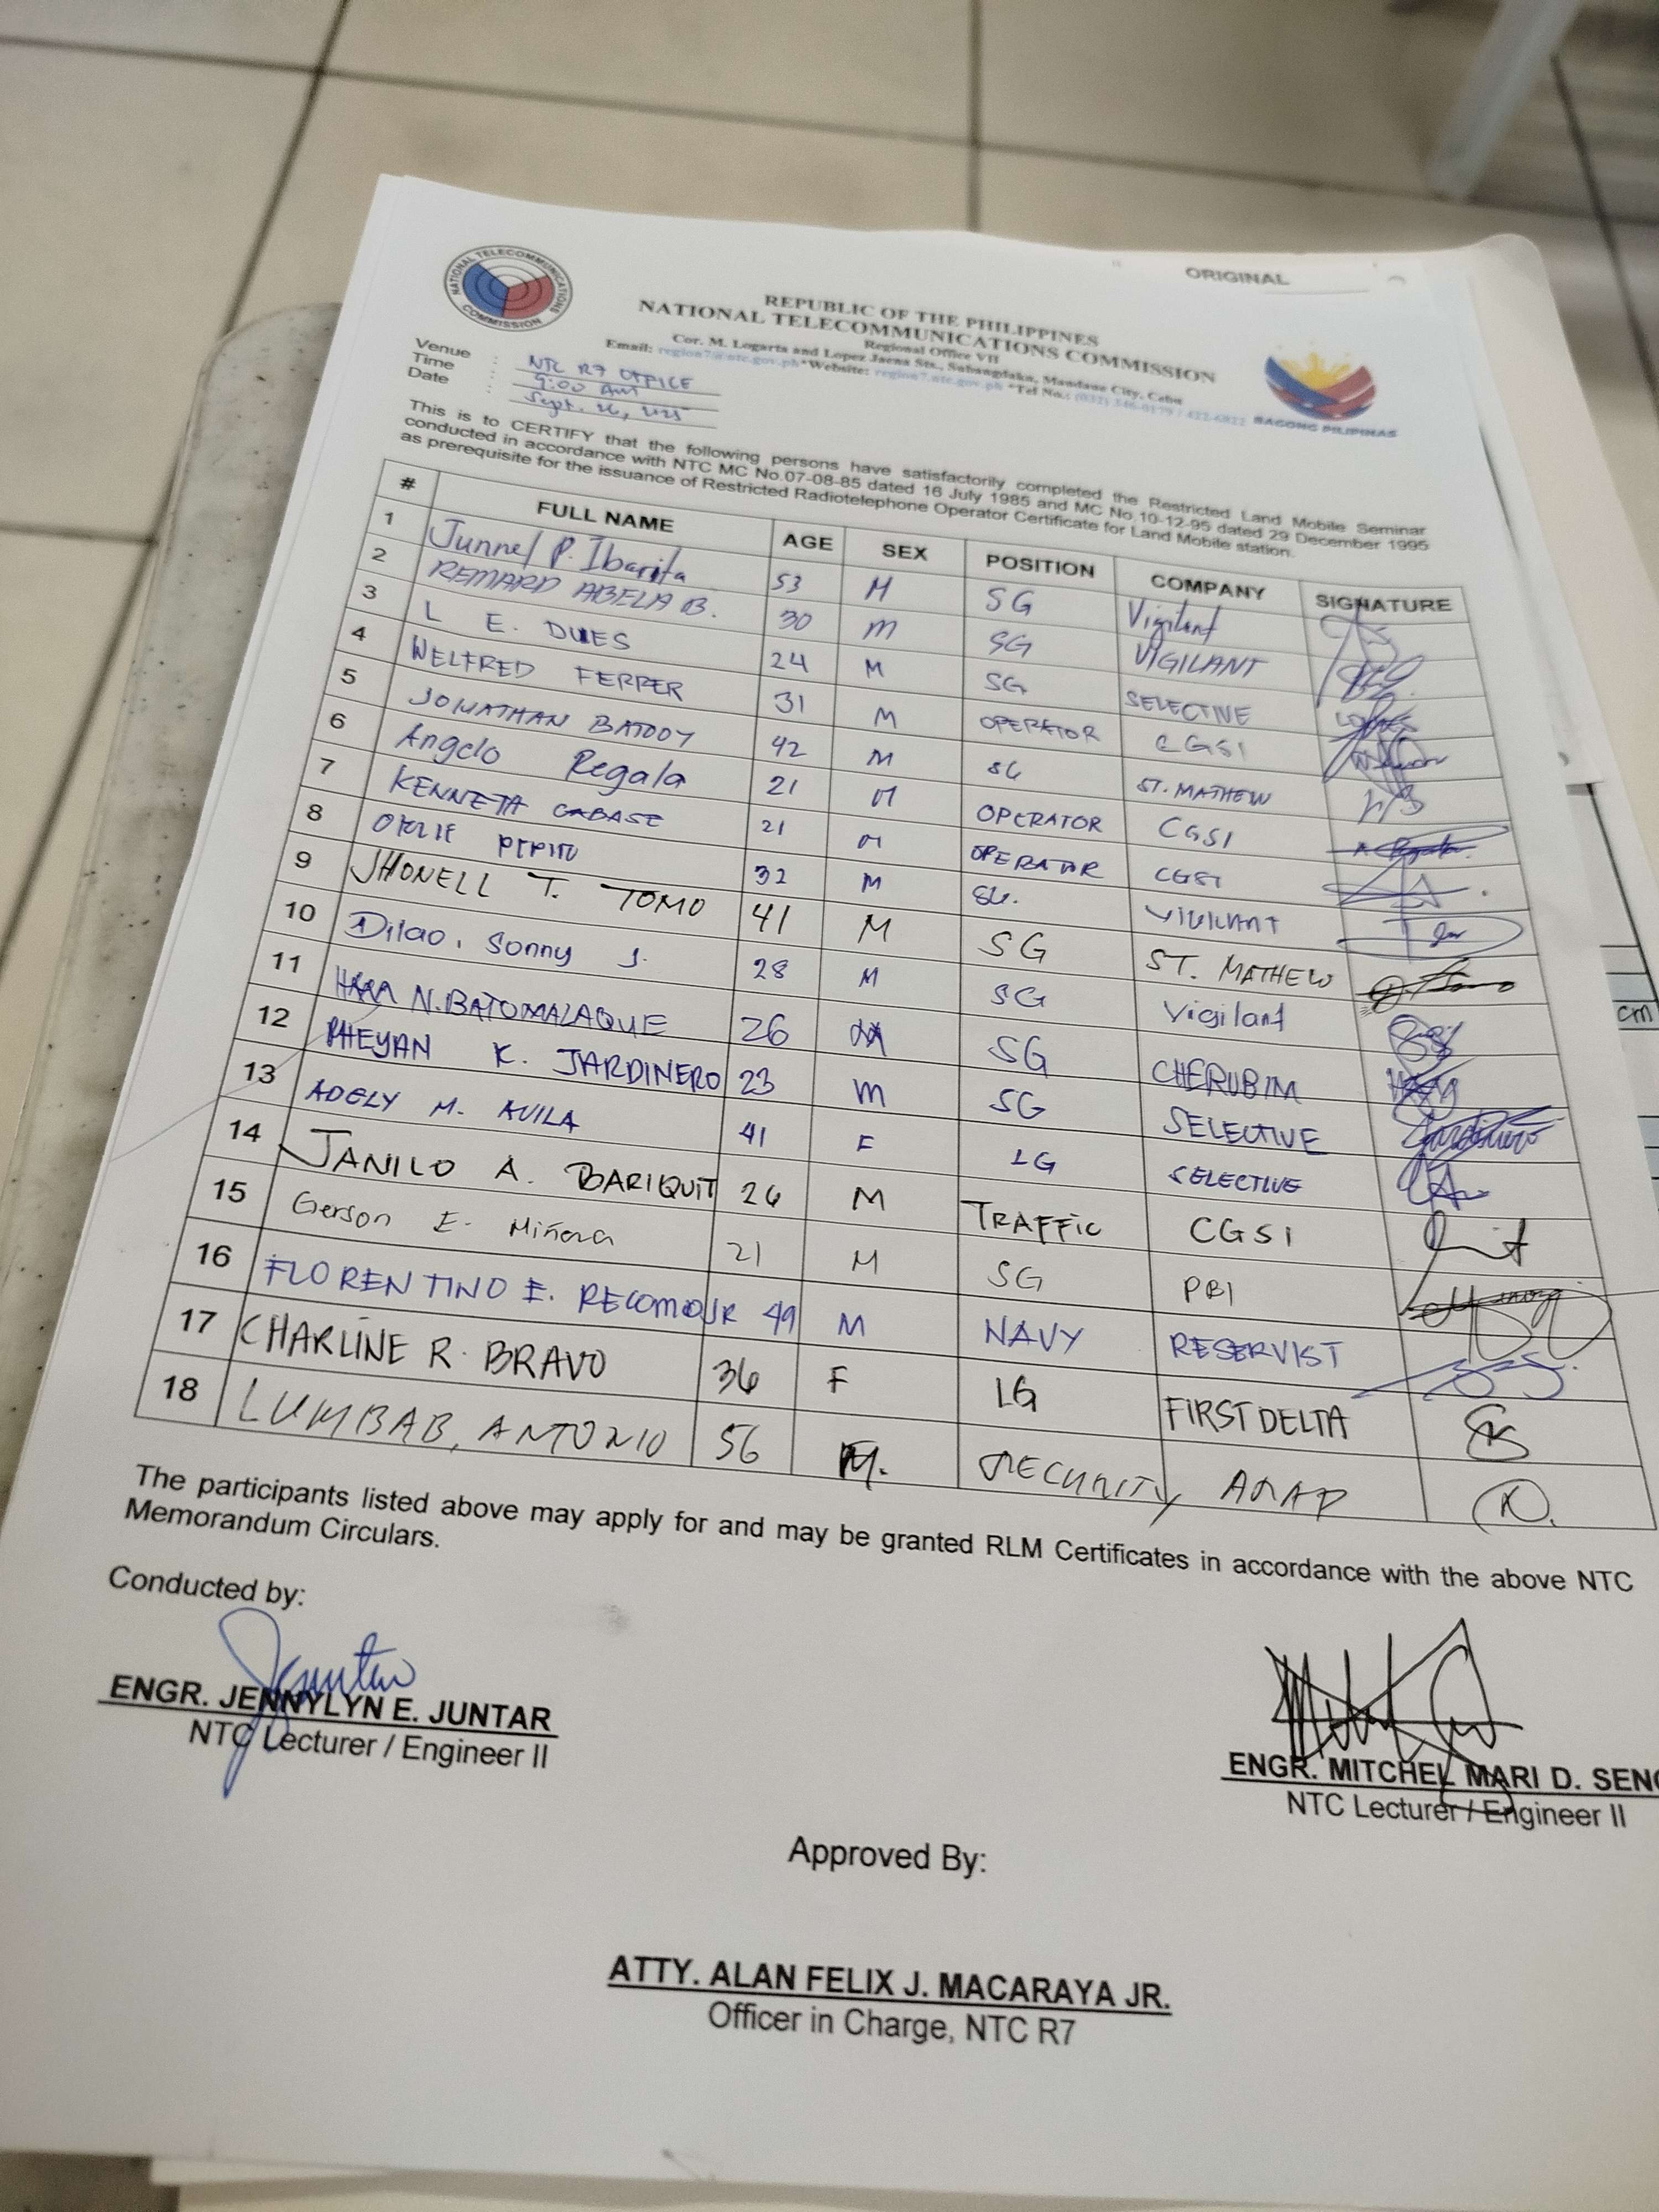 ORIGINAL
NATIONAL TELECOMMUNICATIONS COMMISSION
REPUBLIC OF THE PHILIPPINES
NATIONAL TELECOMMUNICATIONS COMMISSION
Regional Office VII
Cor. M. Logarta and Lopez Jaena Sts., Subangdaku, Mandaue City, Cebu
Email: region7@ntc.gov.ph*Website: region7.ntc.gov.ph *Tel No.: (032)
BAGONG PILIPINAS
Venue : NTC R7 OFFICE
Time : 9:00 AM
Date : Sept. 26, 2025
This is to CERTIFY that the following persons have satisfactorily completed the Restricted Land Mobile Seminar
conducted in accordance with NTC MC No.07-08-85 dated 16 July 1985 and MC No.10-12-95 dated 29 December 1995
as prerequisite for the issuance of Restricted Radiotelephone Operator Certificate for Land Mobile station.
# FULL NAME AGE SEX POSITION COMPANY SIGNATURE
1 Junnel P. Ibarita 53 M SG Vigilant
2 REMARD ABELA B. 30 M SG VIGILANT
3 L E. 24 M SG SELECTIVE
4 WELFRED FERRER 31 M OPERATOR CGSI
5 JONATHAN 42 M SG ST. MATHEW
6 Angelo Regala 21 M OPERATOR CGSI
7 KENNETH CABASE 21 M OPERATOR CGSI
8 PEPITO 32 M SG. VIGILANT
9 JHONELL T. TOMO 41 M SG ST. MATHEW
10 Dilao, Sonny J. 28 M SG Vigilant
11 N. BATOMALAQUE 26 M SG CHERUBIM
12 RHEYAN K. JARDINERO 23 M SG SELECTIVE
13 ADELY M. AVILA 41 F LG SELECTIVE
14 JANILO A. BARIQUIT 26 M TRAFFIC CGSI
15 Gerson E. 21 M SG PBI
16 FLORENTINO E. RECOMO JR 49 M NAVY RESERVIST
17 CHARLINE R. BRAVO 36 F LG FIRST DELTA
18 LUMBAB, ANTONIO 56 M. SECURITY
The participants listed above may apply for and may be granted RLM Certificates in accordance with the above NTC
Memorandum Circulars.
Conducted by:
ENGR. JENNYLYN E. JUNTAR
NTC Lecturer / Engineer II
ENGR. MITCHEL MARI D. SENO
NTC Lecturer / Engineer II
Approved By:
ATTY. ALAN FELIX J. MACARAYA JR.
Officer in Charge, NTC R7
cm